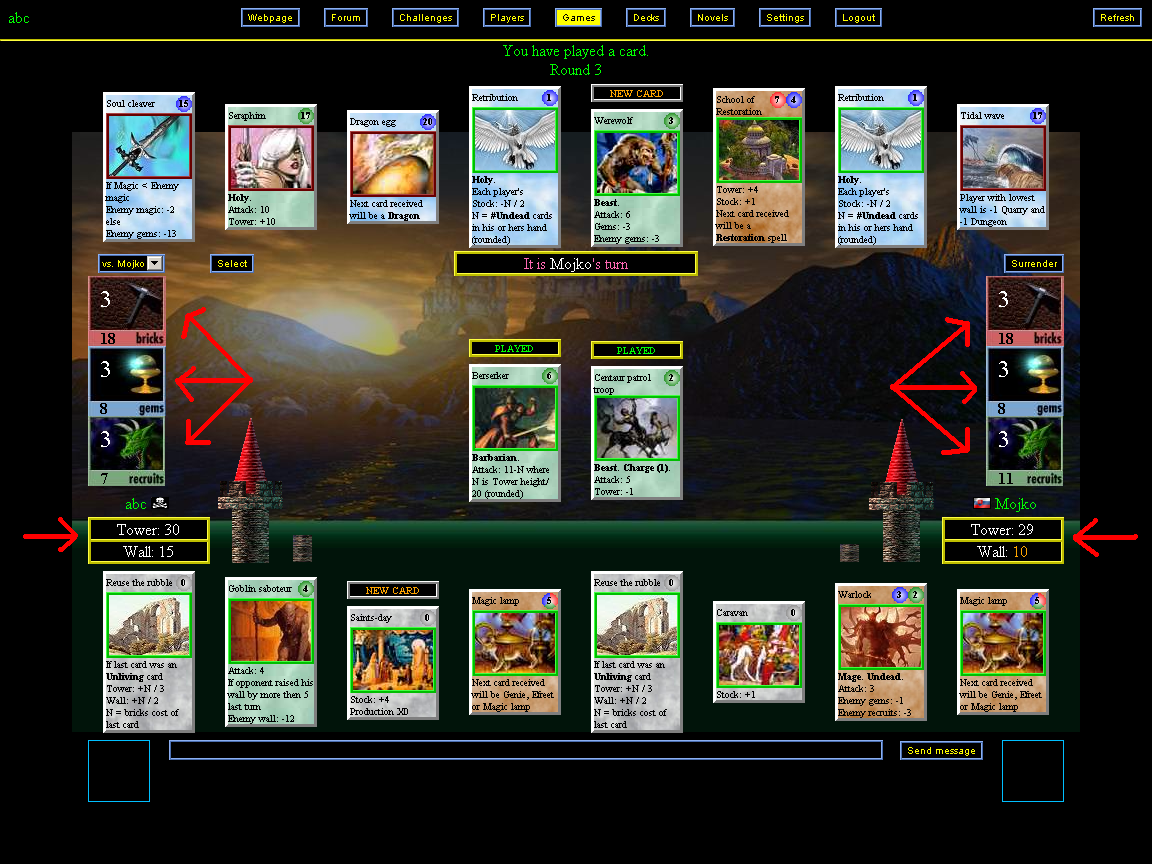 abc
Webpage
Forum
Challenges
Players
Games
Decks
Novels
Settings
Logout
Refresh
You have played a card.
Round 3
Soul cleaver 15
If Magic < Enemy
magic
Enemy magic: -2
else
Enemy gems: -13
Seraphim 17
Holy.
Attack: 10
Tower: +10
Dragon egg 20
Next card received
will be a Dragon
Retribution 1
Holy.
Each player's
Stock: -N / 2
N = #Undead cards
in his or hers hand
(rounded)
NEW CARD
Werewolf 3
Beast.
Attack: 6
Gems: -3
Enemy gems: -3
School of
Restoration 7 4
Tower: +4
Stock: +1
Next card received
will be a
Restoration spell
Retribution 1
Holy.
Each player's
Stock: -N / 2
N = #Undead cards
in his or hers hand
(rounded)
Tidal wave 17
Player with lowest
wall is -1 Quarry and
-1 Dungeon
vs. Mojko
Select
It is Mojko's turn
Surrender
3
18 bricks
3
8 gems
3
7 recruits
3
18 bricks
3
8 gems
3
11 recruits
PLAYED
Berserker 6
Barbarian.
Attack: 11-N where
N is Tower height/
20 (rounded)
PLAYED
Centaur patrol
troop 2
Beast. Charge (1).
Attack: 5
Tower: -1
abc
Tower: 30
Wall: 15
Mojko
Tower: 29
Wall: 10
Reuse the rubble 0
If last card was an
Unliving card
Tower: +N / 3
Wall: +N / 2
N = bricks cost of
last card
Goblin saboteur 4
Attack: 4
If opponent raised his
wall by more then 5
last turn
Enemy wall: -12
NEW CARD
Saints-day 0
Stock: +4
Production X0
Magic lamp 5
Next card received
will be Genie, Efreet
or Magic lamp
Reuse the rubble 0
If last card was an
Unliving card
Tower: +N / 3
Wall: +N / 2
N = bricks cost of
last card
Caravan 0
Stock: +1
Warlock 3 2
Mage. Undead.
Attack: 3
Enemy gems: -1
Enemy recruits: -3
Magic lamp 5
Next card received
will be Genie, Efreet
or Magic lamp
Send message